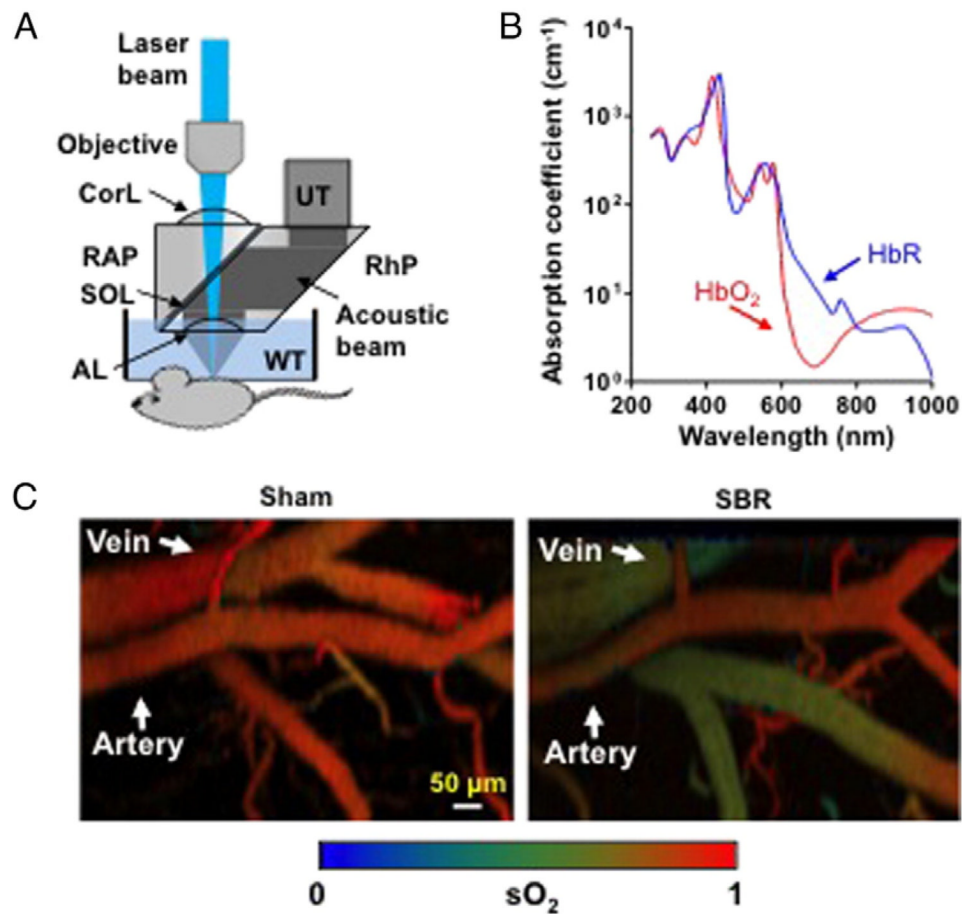 A
Laser
beam
Objective
CorL
UT
RAP
RhP
SOL
Acoustic
beam
AL
WT
B
Absorption coefficient (cm⁻¹)
10⁴
10³
10²
10¹
10⁰
HbR
HbO₂
200
400
600
800
1000
Wavelength (nm)
C
Sham
SBR
Vein
Artery
50 µm
Vein
Artery
0
1
sO₂